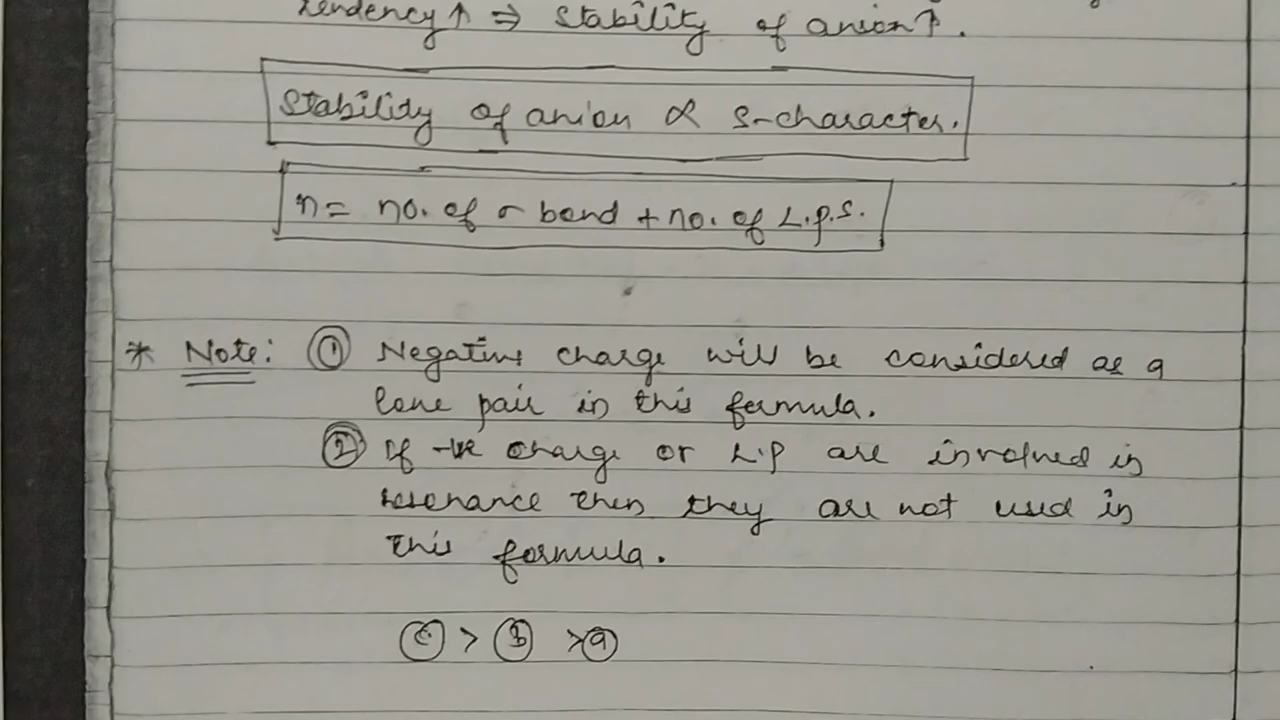 tendency ↑ ⇒ stability of anion ↑.
Stability of anion ∝ s-character.
n = no. of σ bond + no. of L.p.s.
* Note: ① Negative charge will be considered as a
lone pair in this formula.
② If -ve charge or L.P are involved in
resenance then they are not used in
this formula.
ⓒ > ⓑ > ⓐ